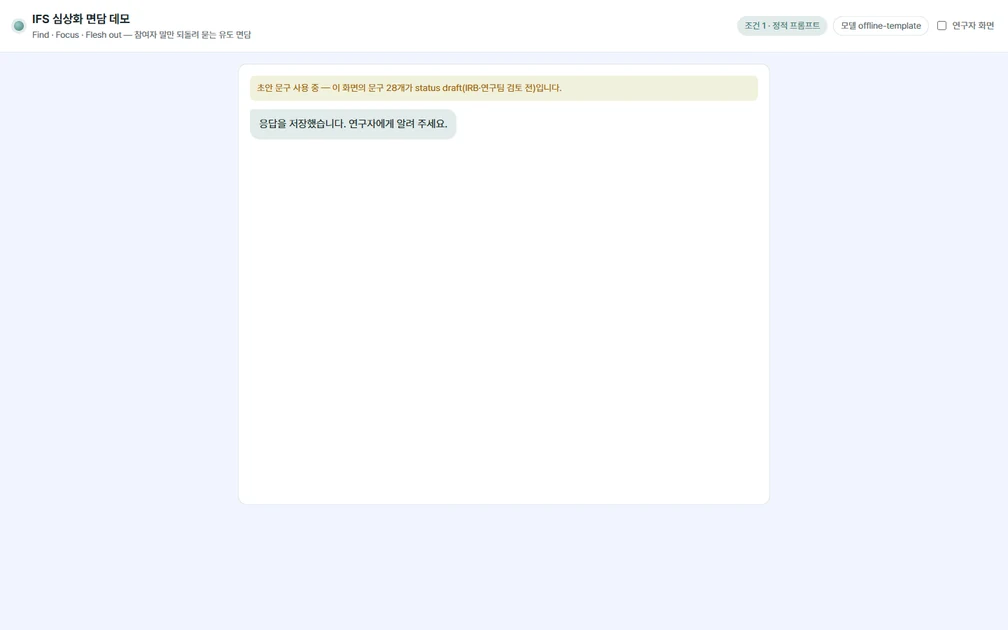 IFS 심상화 면담 데모
Find · Focus · Flesh out — 참여자 말만 되돌려 묻는 유도 면담
조건 1 · 정적 프롬프트
모델 offline-template
연구자 화면
초안 문구 사용 중 — 이 화면의 문구 28개가 status draft(IRB·연구팀 검토 전)입니다.
응답을 저장했습니다. 연구자에게 알려 주세요.